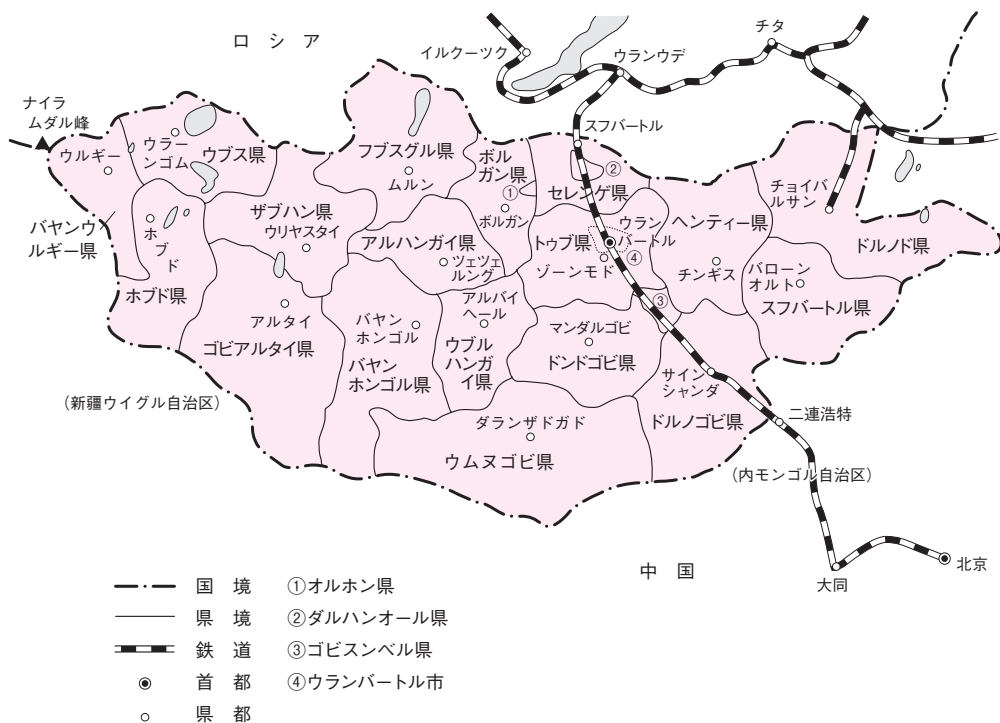 ロシア
イルクーツク
ウランウデ
チタ
ナイラ
ムダル峰
ウルギー
ウラー
ンゴム
ウブス県
フブスグル県
ムルン
ボル
ガン県
①
ボルガン
スフバートル
②
セレンゲ県
チョイバ
ルサン
ザブハン県
ウリヤスタイ
ウラン
バートル
ヘンティー県
バヤンウ
ルギー県
ホブド
アルハンガイ県
ツェツェ
ルレグ
トゥブ県
④
ゾーンモド
チンギス
バローン
オルト
ドルノド県
ホブド県
アルタイ
ゴビアルタイ県
バヤン
ホンゴル
バヤン
ホンゴル県
アルバイ
ヘール
ウブル
ハンガ
イ県
マンダルゴビ
ドンドゴビ県
③
スフバートル県
サイン
シャンダ
(新疆ウイグル自治区)
ダランザドガド
ウムヌゴビ県
ドルノゴビ県
二連浩特
(内モンゴル自治区)
中国
大同
北京
国境 ①オルホン県
県境 ②ダルハンオール県
鉄道 ③ゴビスンベル県
首都 ④ウランバートル市
県都